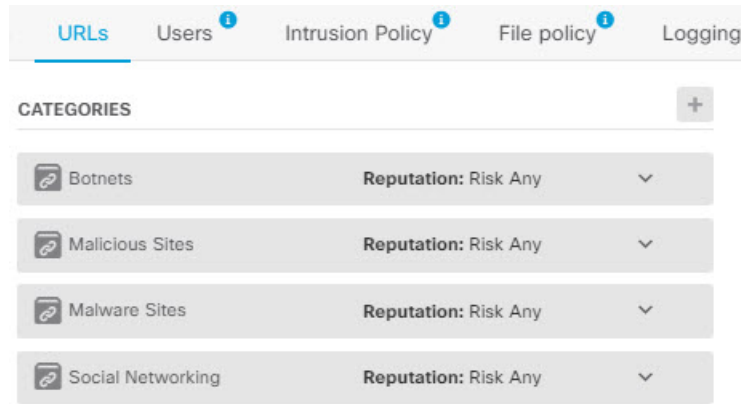 URLs Users Intrusion Policy File policy Logging
CATEGORIES
Botnets Reputation: Risk Any
Malicious Sites Reputation: Risk Any
Malware Sites Reputation: Risk Any
Social Networking Reputation: Risk Any